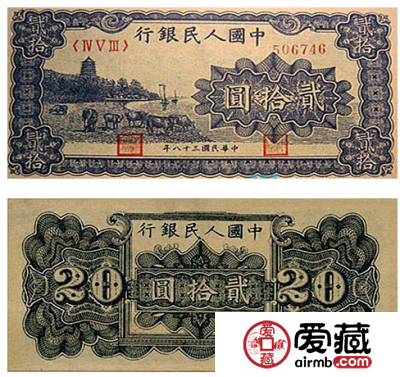 中國人民銀行
〈ⅣⅤⅢ〉
506746
貳拾
貳拾
貳拾圓
貳拾
貳拾
中華民國三十八年
中國人民銀行
20
貳拾圓
20
爱藏
airmb.com